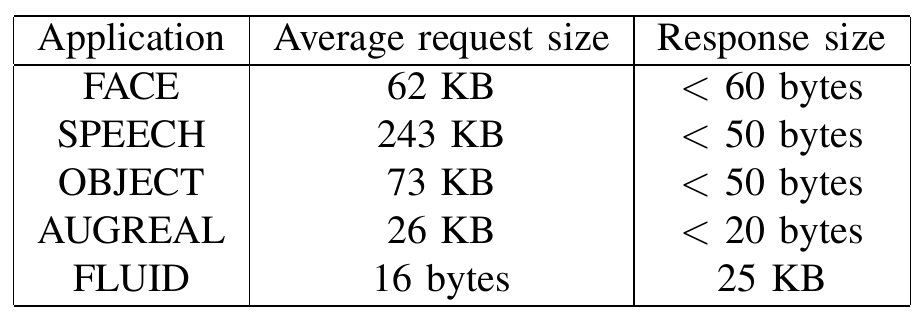 Application Average request size Response size
FACE 62 KB < 60 bytes
SPEECH 243 KB < 50 bytes
OBJECT 73 KB < 50 bytes
AUGREAL 26 KB < 20 bytes
FLUID 16 bytes 25 KB